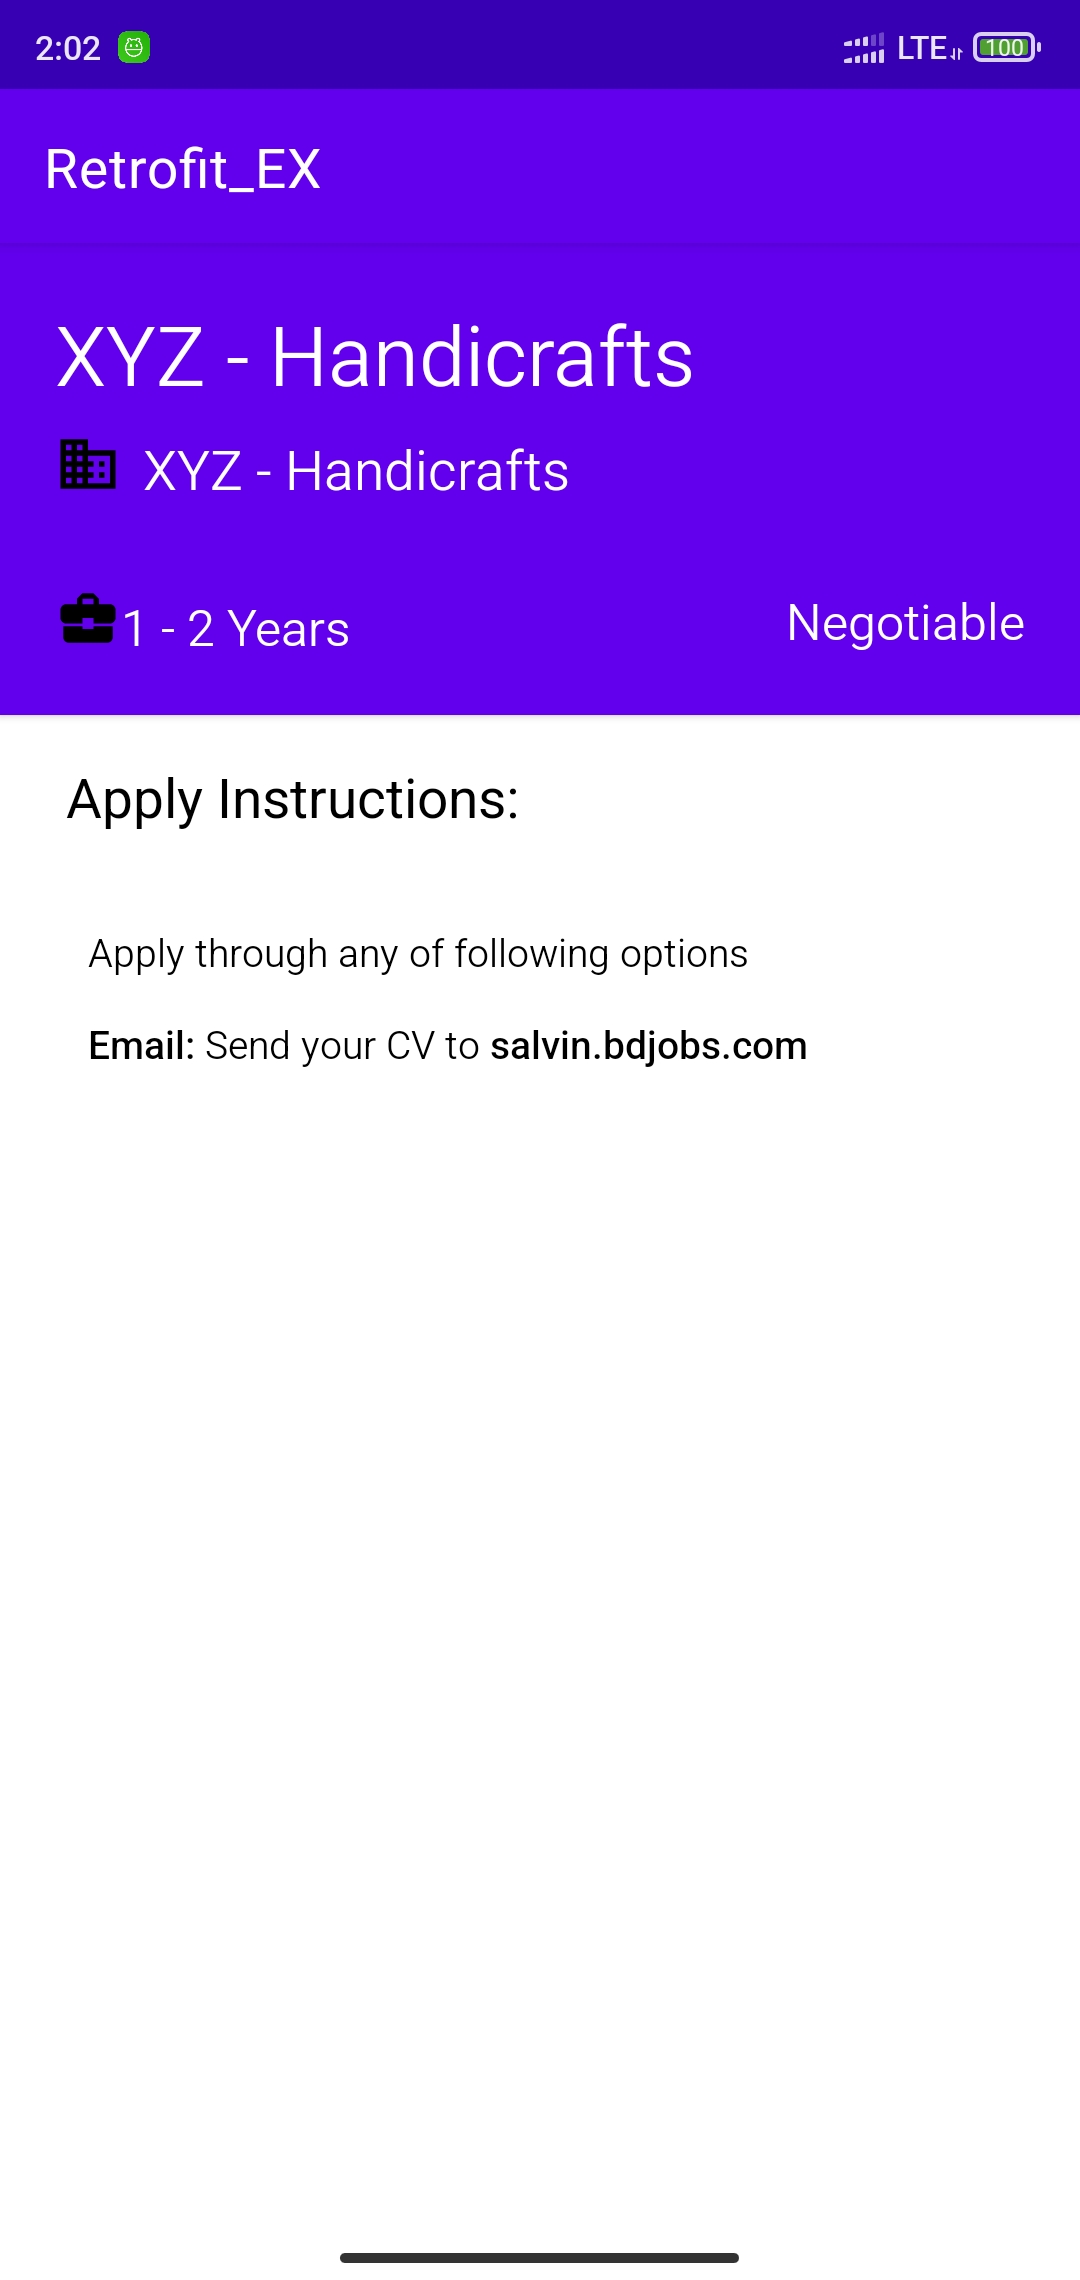 2:02 LTE 100
Retrofit_EX
XYZ - Handicrafts
XYZ - Handicrafts
1 - 2 Years Negotiable
Apply Instructions:
Apply through any of following options
Email: Send your CV to salvin.bdjobs.com